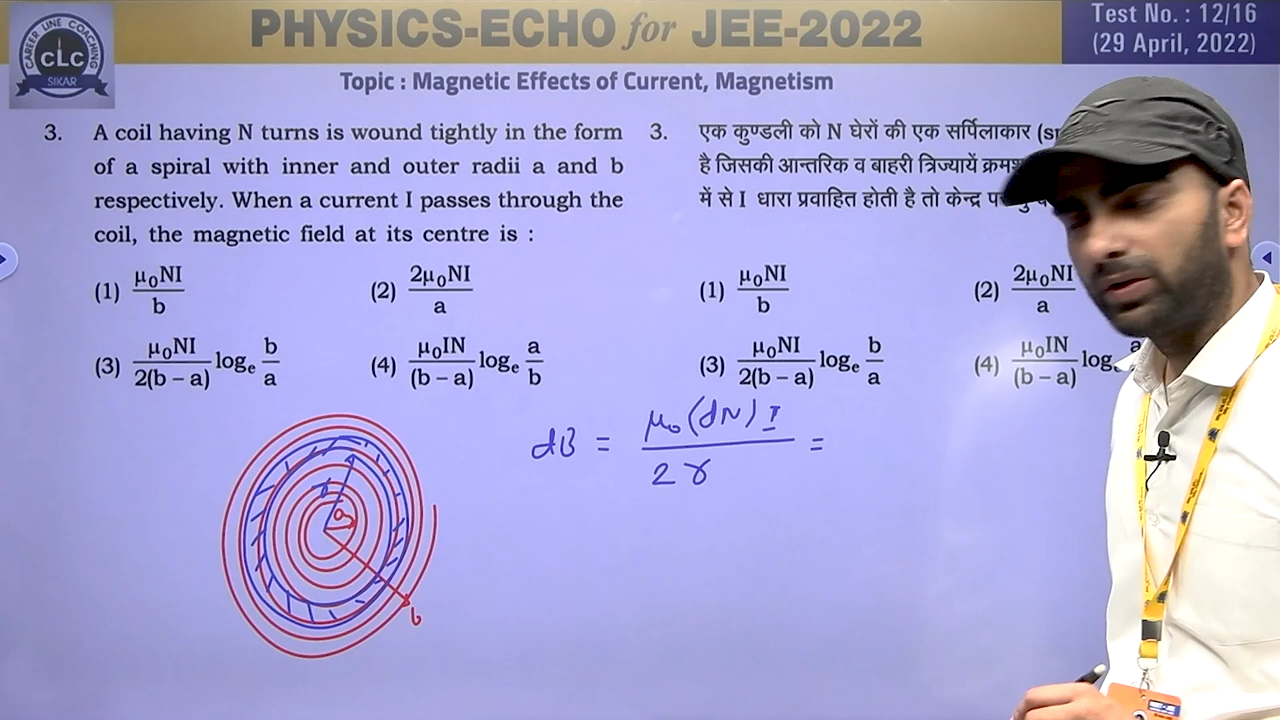 PHYSICS-ECHO for JEE-2022
Test No. : 12/16
(29 April, 2022)
CAREER LINE COACHING
CLC
SIKAR
Topic : Magnetic Effects of Current, Magnetism
3. A coil having N turns is wound tightly in the form
of a spiral with inner and outer radii a and b
respectively. When a current I passes through the
coil, the magnetic field at its centre is :
(1) μ₀NI / b (2) 2μ₀NI / a
(3) μ₀NI / 2(b – a) logₑ b / a (4) μ₀IN / (b – a) logₑ a / b
3. एक कुण्डली को N घेरों की एक सर्पिलाकार
है जिसकी आन्तरिक व बाहरी त्रिज्यायें
में से I धारा प्रवाहित होती है तो केन्द्र
(1) μ₀NI / b (2) 2μ₀NI / a
(3) μ₀NI / 2(b – a) logₑ b / a (4) μ₀IN / (b – a) log
dB = μ₀(dN)I / 2r =
r
a
b